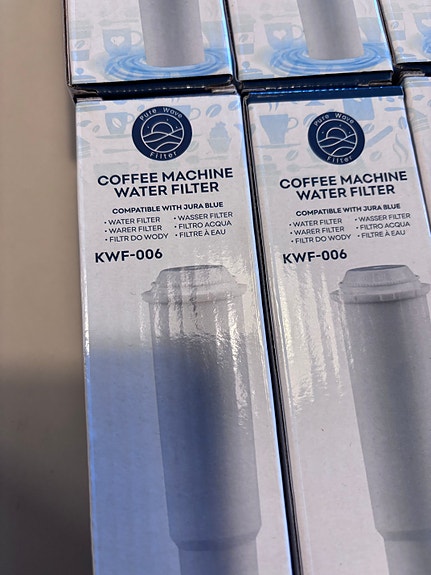 Pure Wave
Filter
COFFEE MACHINE
WATER FILTER
COMPATIBLE WITH JURA BLUE
• WATER FILTER • WASSER FILTER
• WARER FILTER • FILTRO ACQUA
• FILTR DO WODY • FILTRE À EAU
KWF-006
Pure Wave
Filter
COFFEE MACHINE
WATER FILTER
COMPATIBLE WITH JURA BLUE
• WATER FILTER • WASSER FILTER
• WARER FILTER • FILTRO ACQUA
• FILTR DO WODY • FILTRE À EAU
KWF-006